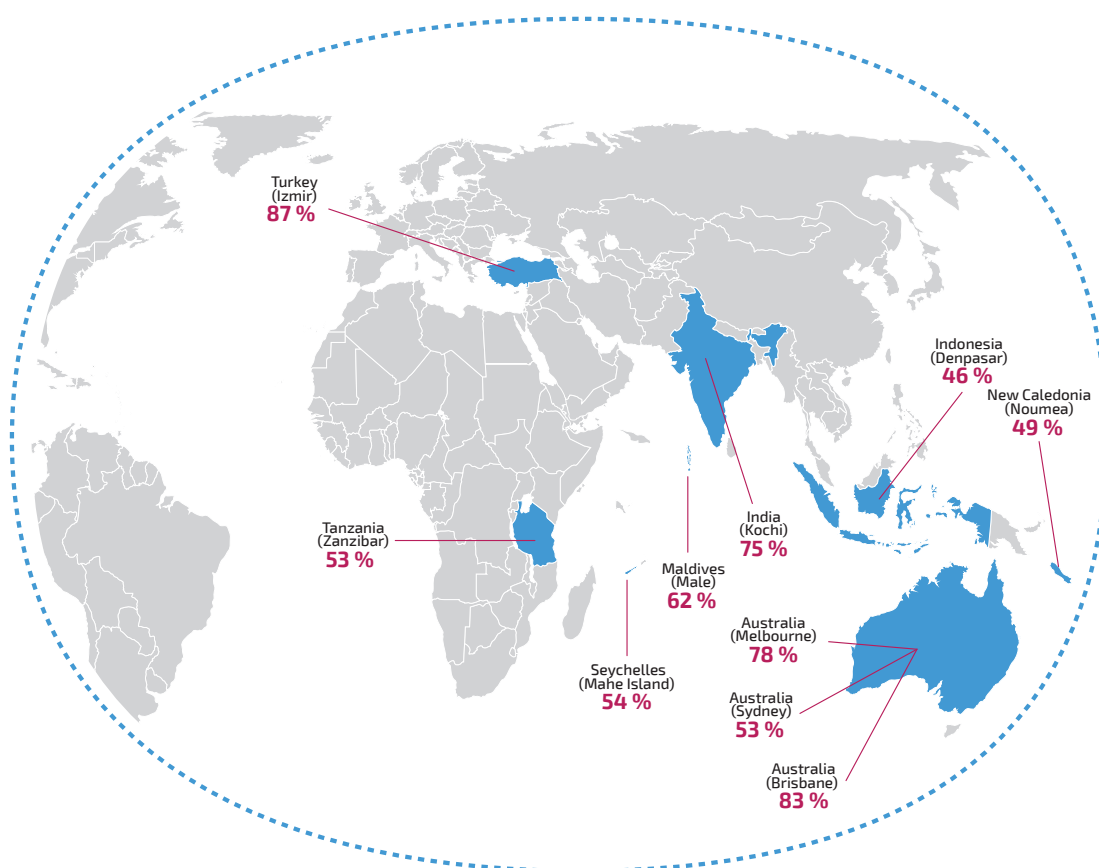 Turkey
(Izmir)
87 %
Indonesia
(Denpasar)
46 %
New Caledonia
(Noumea)
49 %
Tanzania
(Zanzibar)
53 %
India
(Kochi)
75 %
Maldives
(Male)
62 %
Seychelles
(Mahe Island)
54 %
Australia
(Melbourne)
78 %
Australia
(Sydney)
53 %
Australia
(Brisbane)
83 %